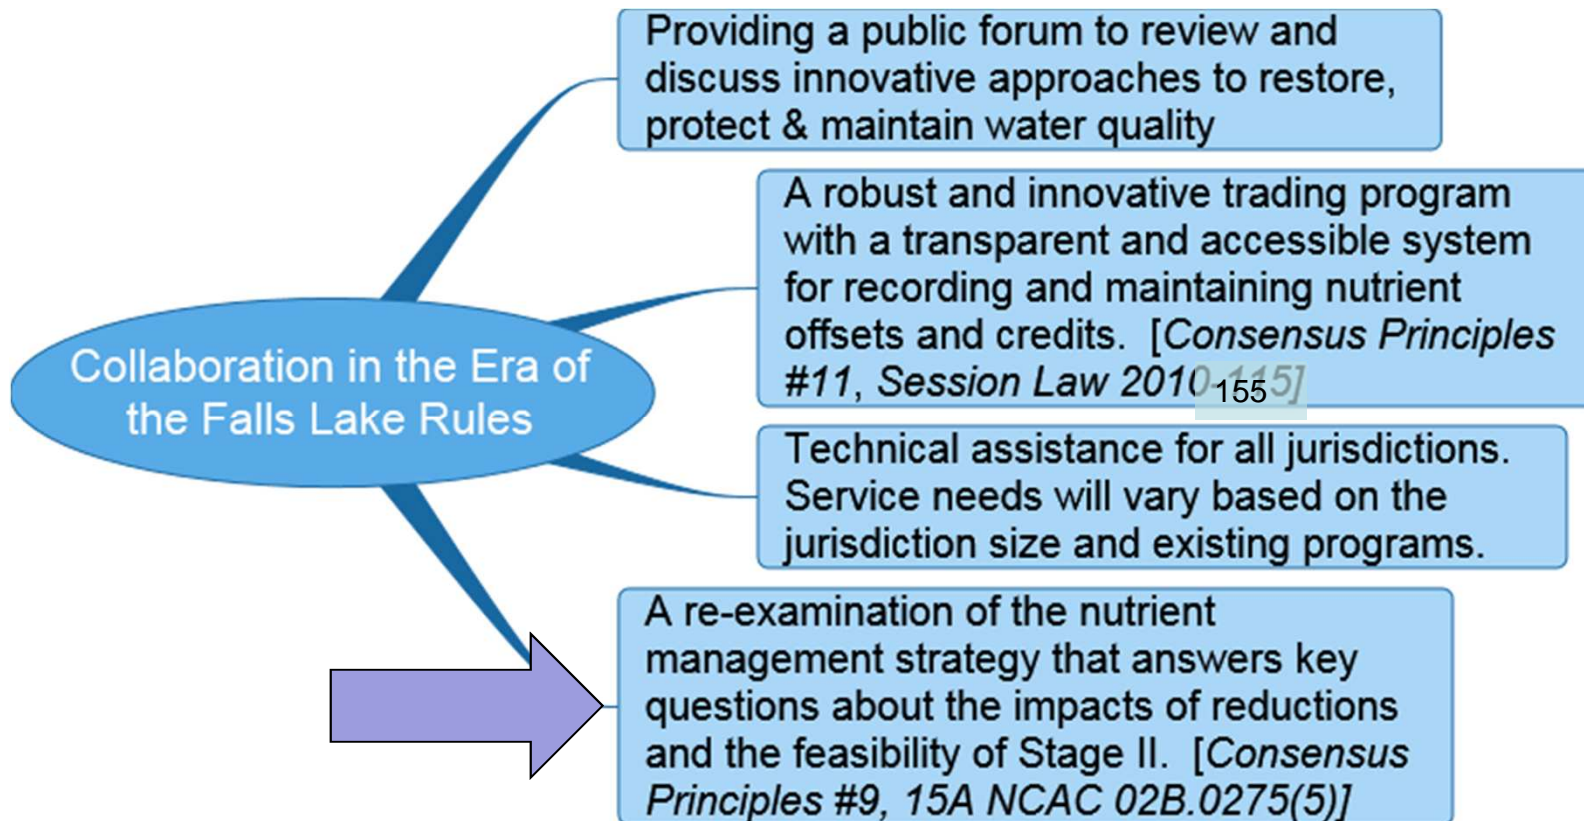 Providing a public forum to review and
discuss innovative approaches to restore,
protect & maintain water quality
A robust and innovative trading program
with a transparent and accessible system
for recording and maintaining nutrient
offsets and credits. [Consensus Principles
#11, Session Law 2010-115]
155
Collaboration in the Era of
the Falls Lake Rules
Technical assistance for all jurisdictions.
Service needs will vary based on the
jurisdiction size and existing programs.
A re-examination of the nutrient
management strategy that answers key
questions about the impacts of reductions
and the feasibility of Stage II. [Consensus
Principles #9, 15A NCAC 02B.0275(5)]